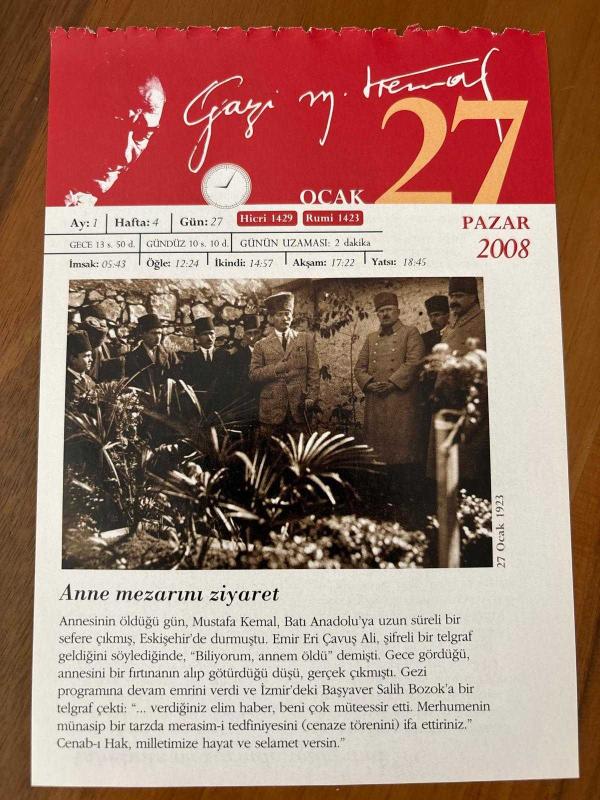 Gazi M. Kemal
27
OCAK
Ay: 1 Hafta: 4 Gün: 27 Hicri 1429 Rumi 1423
PAZAR
2008
GECE 13 s. 50 d. GÜNDÜZ 10 s. 10 d. GÜNÜN UZAMASI: 2 dakika
İmsak: 05:43 Öğle: 12:24 İkindi: 14:57 Akşam: 17:22 Yatsı: 18:45
27 Ocak 1923
Anne mezarını ziyaret
Annesinin öldüğü gün, Mustafa Kemal, Batı Anadolu'ya uzun süreli bir
sefere çıkmış, Eskişehir'de durmuştu. Emir Eri Çavuş Ali, şifreli bir telgraf
geldiğini söylediğinde, “Biliyorum, annem öldü” demişti. Gece gördüğü,
annesini bir fırtınanın alıp götürdüğü düşü, gerçek çıkmıştı. Gezi
programına devam emrini verdi ve İzmir'deki Başyaver Salih Bozok'a bir
telgraf çekti: “... verdiğiniz elim haber, beni çok müteessir etti. Merhumenin
münasip bir tarzda merasim-i tedfiniyesini (cenaze törenini) ifa ettiriniz.”
Cenab-ı Hak, milletimize hayat ve selamet versin.”